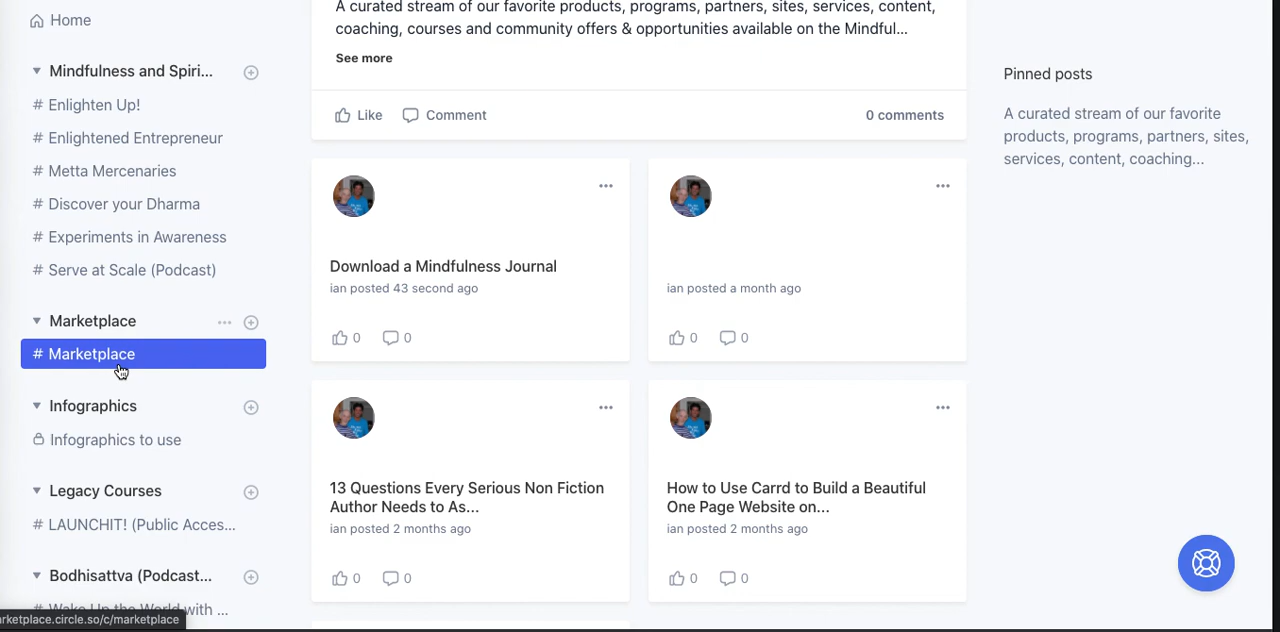 Home
Mindfulness and Spiri...
# Enlighten Up!
# Enlightened Entrepreneur
# Metta Mercenaries
# Discover your Dharma
# Experiments in Awareness
# Serve at Scale (Podcast)
Marketplace
# Marketplace
Infographics
Infographics to use
Legacy Courses
# LAUNCHIT! (Public Acces...
Bodhisattva (Podcast...
# Wake Up the World with ...
rketplace.circle.so/c/marketplace
A curated stream of our favorite products, programs, partners, sites, services, content,
coaching, courses and community offers & opportunities available on the Mindful...
See more
Like Comment 0 comments
Download a Mindfulness Journal
ian posted 43 second ago
0 0
ian posted a month ago
0 0
13 Questions Every Serious Non Fiction
Author Needs to As...
ian posted 2 months ago
0 0
How to Use Carrd to Build a Beautiful
One Page Website on...
ian posted 2 months ago
0 0
Pinned posts
A curated stream of our favorite
products, programs, partners, sites,
services, content, coaching...